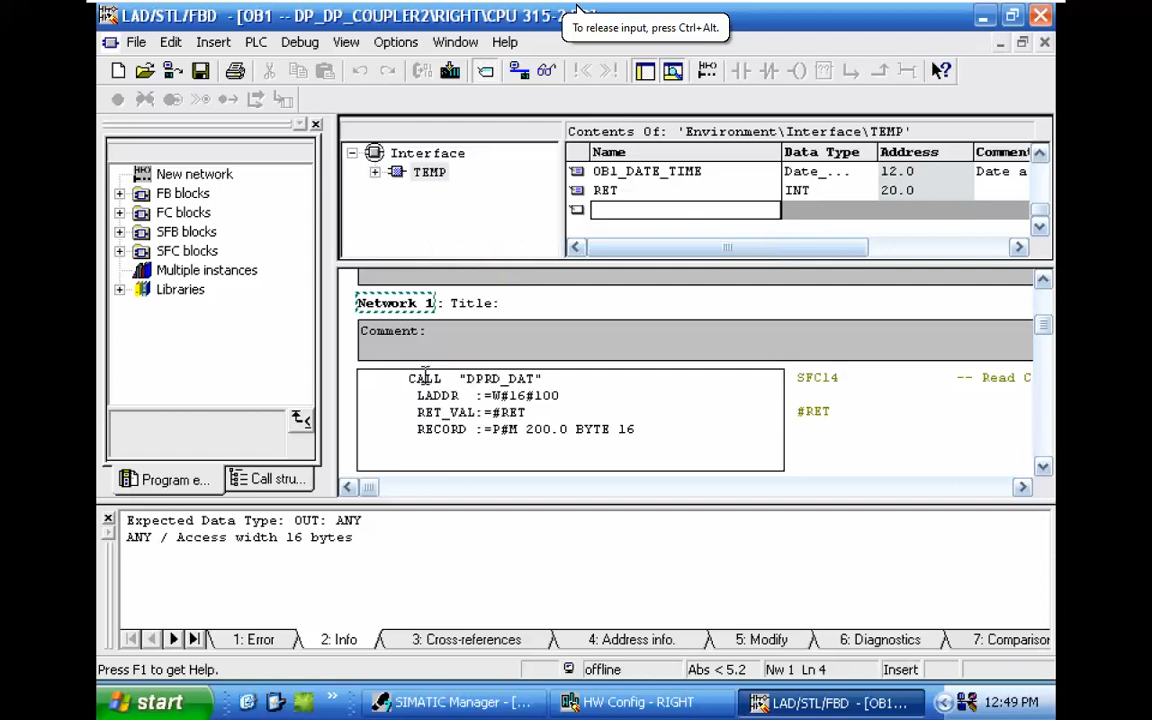 LAD/STL/FBD - [OB1 -- DP_DP_COUPLER2\RIGHT\CPU 315-2
To release input, press Ctrl+Alt.
File Edit Insert PLC Debug View Options Window Help
Contents Of: 'Environment\Interface\TEMP'
Interface
TEMP
Name Data Type Address Comment
OB1_DATE_TIME Date_... 12.0 Date a
RET INT 20.0
New network
FB blocks
FC blocks
SFB blocks
SFC blocks
Multiple instances
Libraries
Program e... Call stru...
Network 1: Title:
Comment:
CALL "DPRD_DAT" SFC14 -- Read C
LADDR :=W#16#100
RET_VAL:=#RET #RET
RECORD :=P#M 200.0 BYTE 16
Expected Data Type: OUT: ANY
ANY / Access width 16 bytes
1: Error 2: Info 3: Cross-references 4: Address info. 5: Modify 6: Diagnostics 7: Comparison
Press F1 to get Help. offline Abs < 5.2 Nw 1 Ln 4 Insert
start SIMATIC Manager - [... HW Config - RIGHT LAD/STL/FBD - [OB1... 12:49 PM